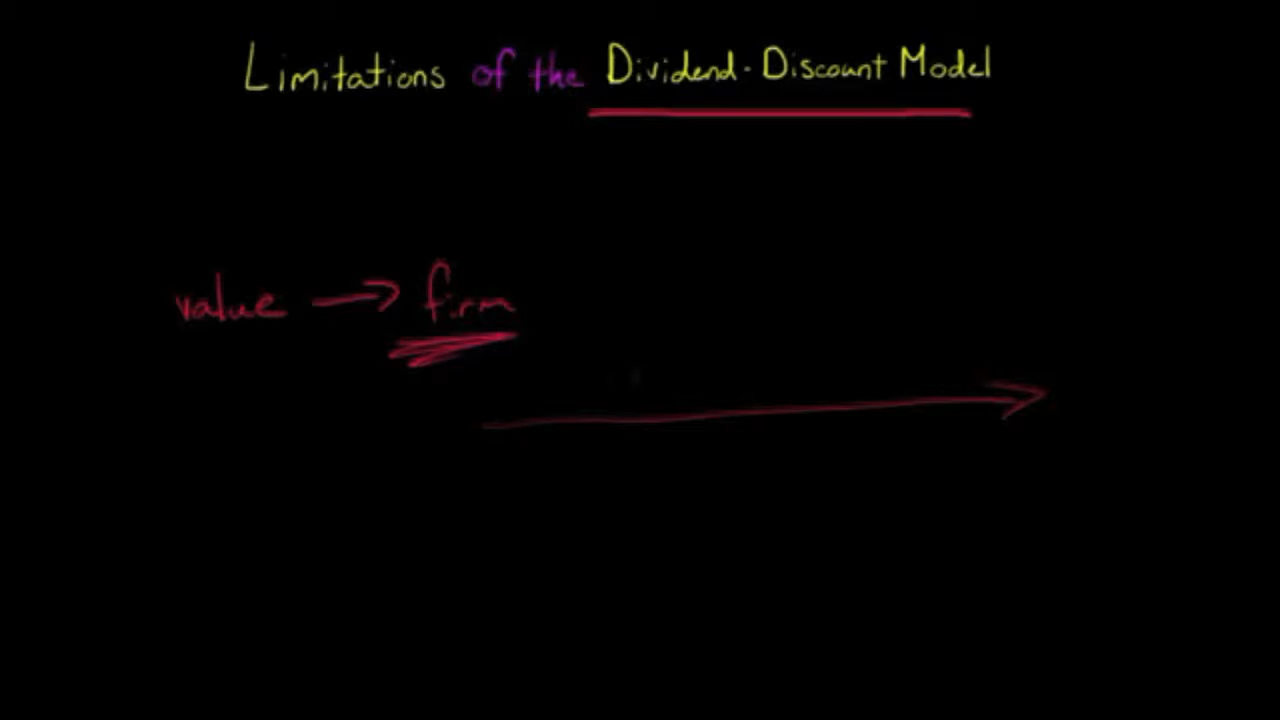 Limitations of the Dividend-Discount Model
value → firm